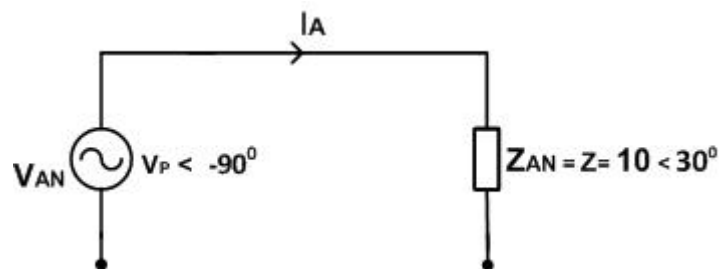 IA
VAN
VP < -90⁰
ZAN = Z= 10 < 30⁰